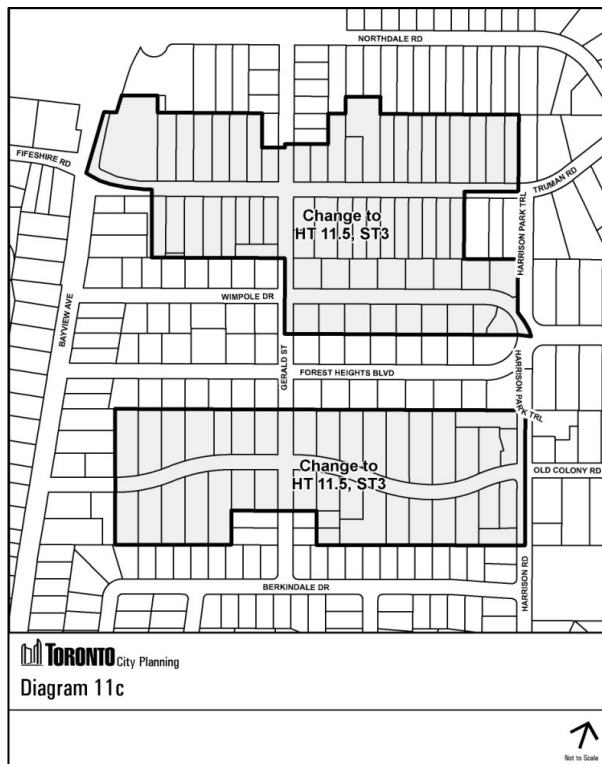 NORTHDALE RD
FIFESHIRE RD
TRUMAN RD
Change to
HT 11.5, ST3
HARRISON PARK TRL
WIMPOLE DR
BAYVIEW AVE
GERALD ST
FOREST HEIGHTS BLVD
HARRISON PARK TRL
Change to
HT 11.5, ST3
OLD COLONY RD
BERKINDALE DR
HARRISON RD
TORONTO City Planning
Diagram 11c
Not to Scale